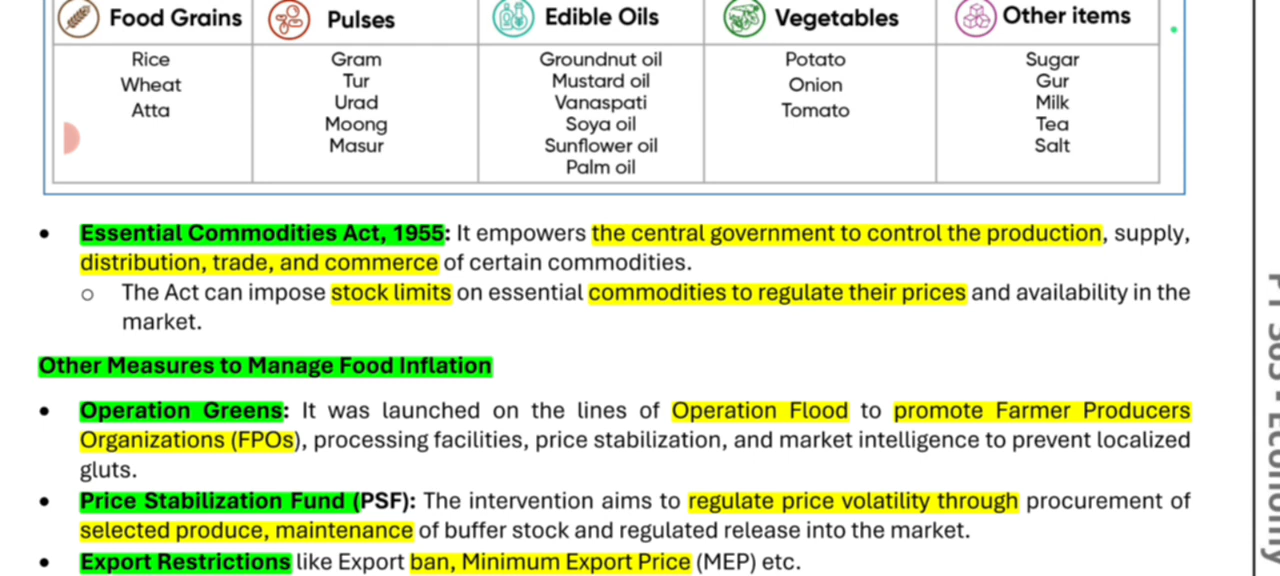 Food Grains Pulses Edible Oils Vegetables Other items
Rice Gram Groundnut oil Potato Sugar
Wheat Tur Mustard oil Onion Gur
Atta Urad Vanaspati Tomato Milk
Moong Soya oil Tea
Masur Sunflower oil Salt
Palm oil
• Essential Commodities Act, 1955: It empowers the central government to control the production, supply,
distribution, trade, and commerce of certain commodities.
o The Act can impose stock limits on essential commodities to regulate their prices and availability in the
market.
Other Measures to Manage Food Inflation
• Operation Greens: It was launched on the lines of Operation Flood to promote Farmer Producers
Organizations (FPOs), processing facilities, price stabilization, and market intelligence to prevent localized
gluts.
• Price Stabilization Fund (PSF): The intervention aims to regulate price volatility through procurement of
selected produce, maintenance of buffer stock and regulated release into the market.
• Export Restrictions like Export ban, Minimum Export Price (MEP) etc.
PT 365 - Economy